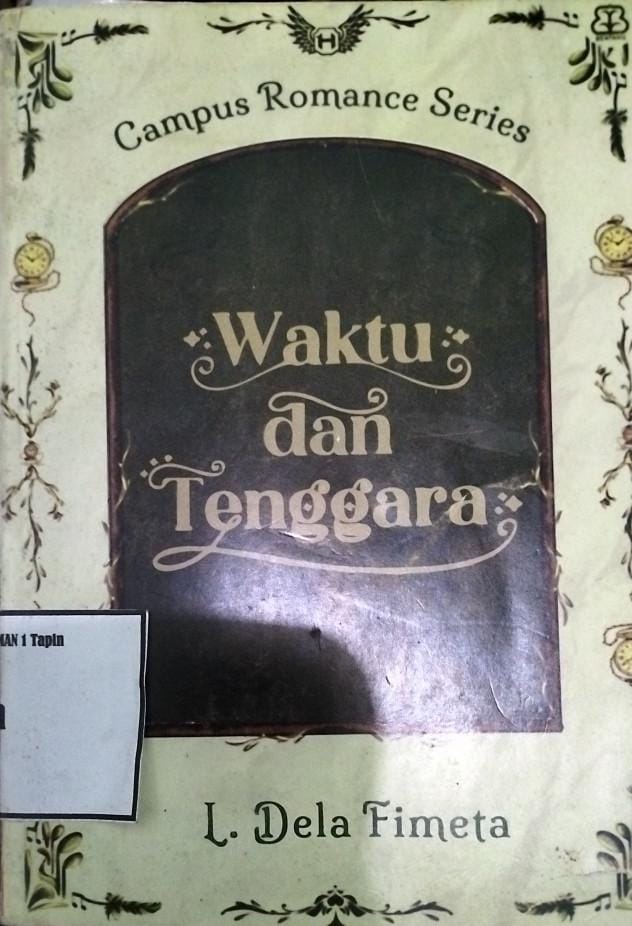 H
Campus Romance Series
Waktu
dan
Tenggara
MAN 1 Tapin
L. Dela Fimeta